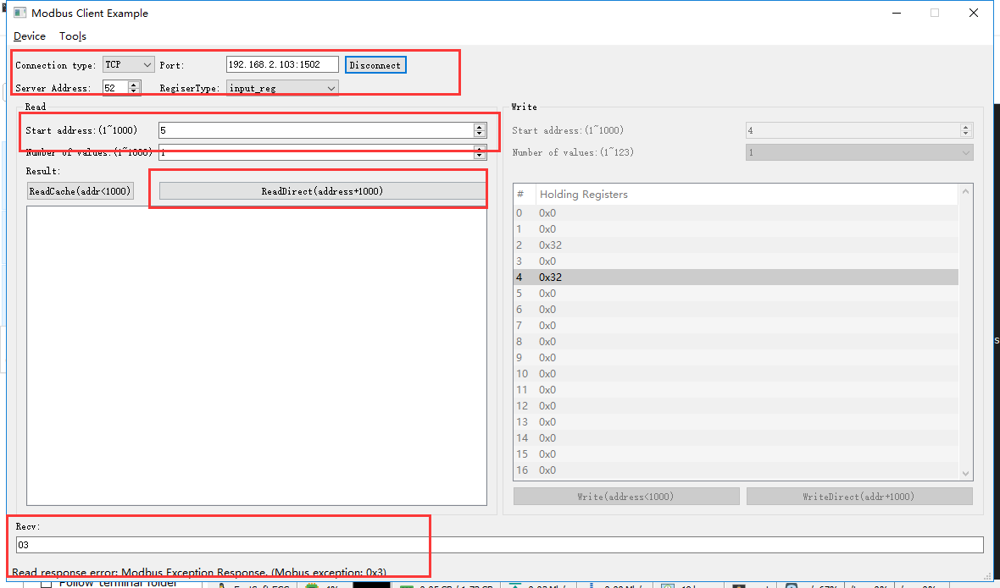 Modbus Client Example
Device Tools
Connection type: TCP Port: 192.168.2.103:1502 Disconnect
Server Address: 52 RegiserType: input_reg
Read
Start address:(1~1000) 5
Number of values:(1~1000) 1
Result:
ReadCache(addr<1000) ReadDirect(address+1000)
Write
Start address:(1~1000) 4
Number of values:(1~123) 1
# Holding Registers
0 0x0
1 0x0
2 0x32
3 0x0
4 0x32
5 0x0
6 0x0
7 0x0
8 0x0
9 0x0
10 0x0
11 0x0
12 0x0
13 0x0
14 0x0
15 0x0
16 0x0
Write(address<1000) WriteDirect(addr+1000)
Recv:
03
Read response error: Modbus Exception Response. (Mobus exception: 0x3)
Follow terminal folder